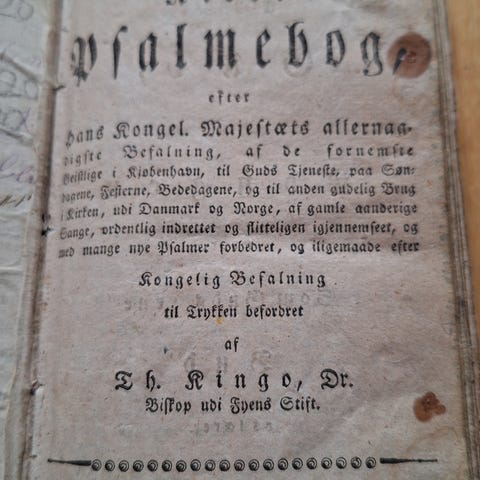 Psalmebog,
efter
Hans Kongel. Majestæts allernaa-
digste Befalning, af de fornemste
Geistlige i Kjøbenhavn, til Guds Tjeneste, paa Søn-
dagene, Festerne, Bededagene, og til anden gudelig Brug
i Kirken, udi Danmark og Norge, af gamle aanderige
Sange, ordentlig indrettet og flitteligen igjennemseet, og
med mange nye Psalmer forbedret, og iligemaade efter
Kongelig Befalning
til Trykken befordret
af
Th. Kingo, Dr.
Biskop udi Fyens Stift.